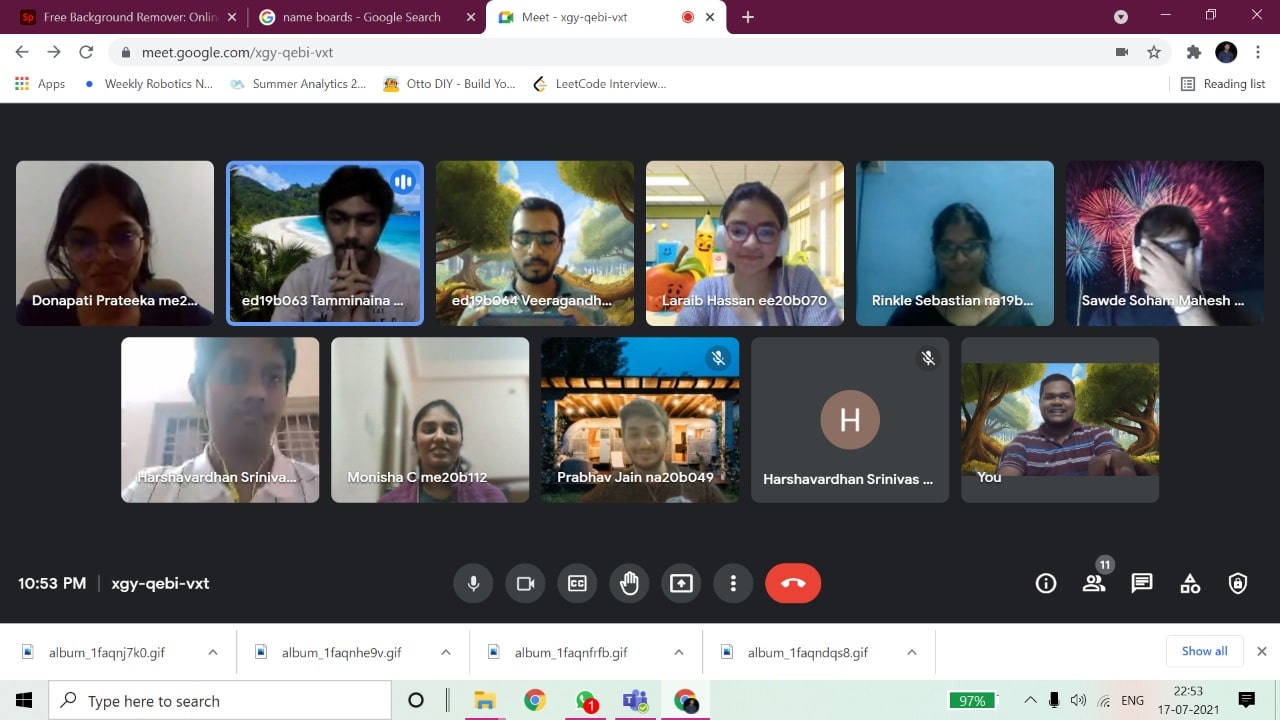 Free Background Remover: Onlin
name boards - Google Search
Meet - xgy-qebi-vxt
meet.google.com/xgy-qebi-vxt
Apps
Weekly Robotics N...
Summer Analytics 2...
Otto DIY - Build Yo...
LeetCode Interview...
Reading list
Donapati Prateeka me2...
ed19b063 Tamminaina ...
ed19b064 Veeragandh...
Laraib Hassan ee20b070
Rinkle Sebastian na19b...
Sawde Soham Mahesh ...
Harshavardhan Sriniva...
Monisha C me20b112
Prabhav Jain na20b049
H
Harshavardhan Srinivas ...
You
10:53 PM | xgy-qebi-vxt
CC
11
album_1faqnj7k0.gif
album_1faqnhe9v.gif
album_1faqnfrfb.gif
album_1faqndqs8.gif
Show all
Type here to search
1
97%
ENG
22:53
17-07-2021